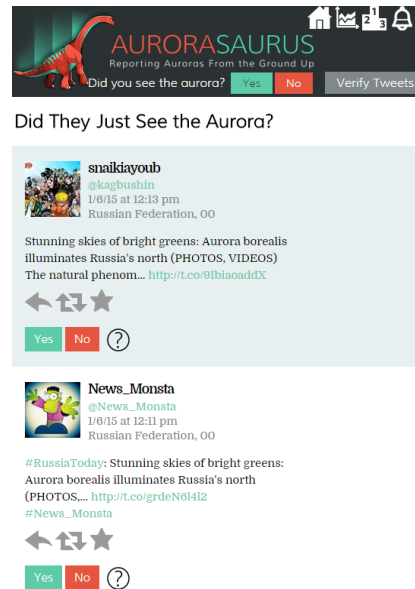 AURORASAURUS
Reporting Auroras From the Ground Up
Did you see the aurora? Yes No Verify Tweets
1 2 3
Did They Just See the Aurora?
snaikiayoub
@kagbushin
1/6/15 at 12:13 pm
Russian Federation, 00
Stunning skies of bright greens: Aurora borealis
illuminates Russia's north (PHOTOS, VIDEOS)
The natural phenom... http://t.co/9IbiaoaddX
Yes No ?
News_Monsta
@News_Monsta
1/6/15 at 12:11 pm
Russian Federation, 00
#RussiaToday: Stunning skies of bright greens:
Aurora borealis illuminates Russia's north
(PHOTOS,... http://t.co/grdeN6l4l2
#News_Monsta
Yes No ?